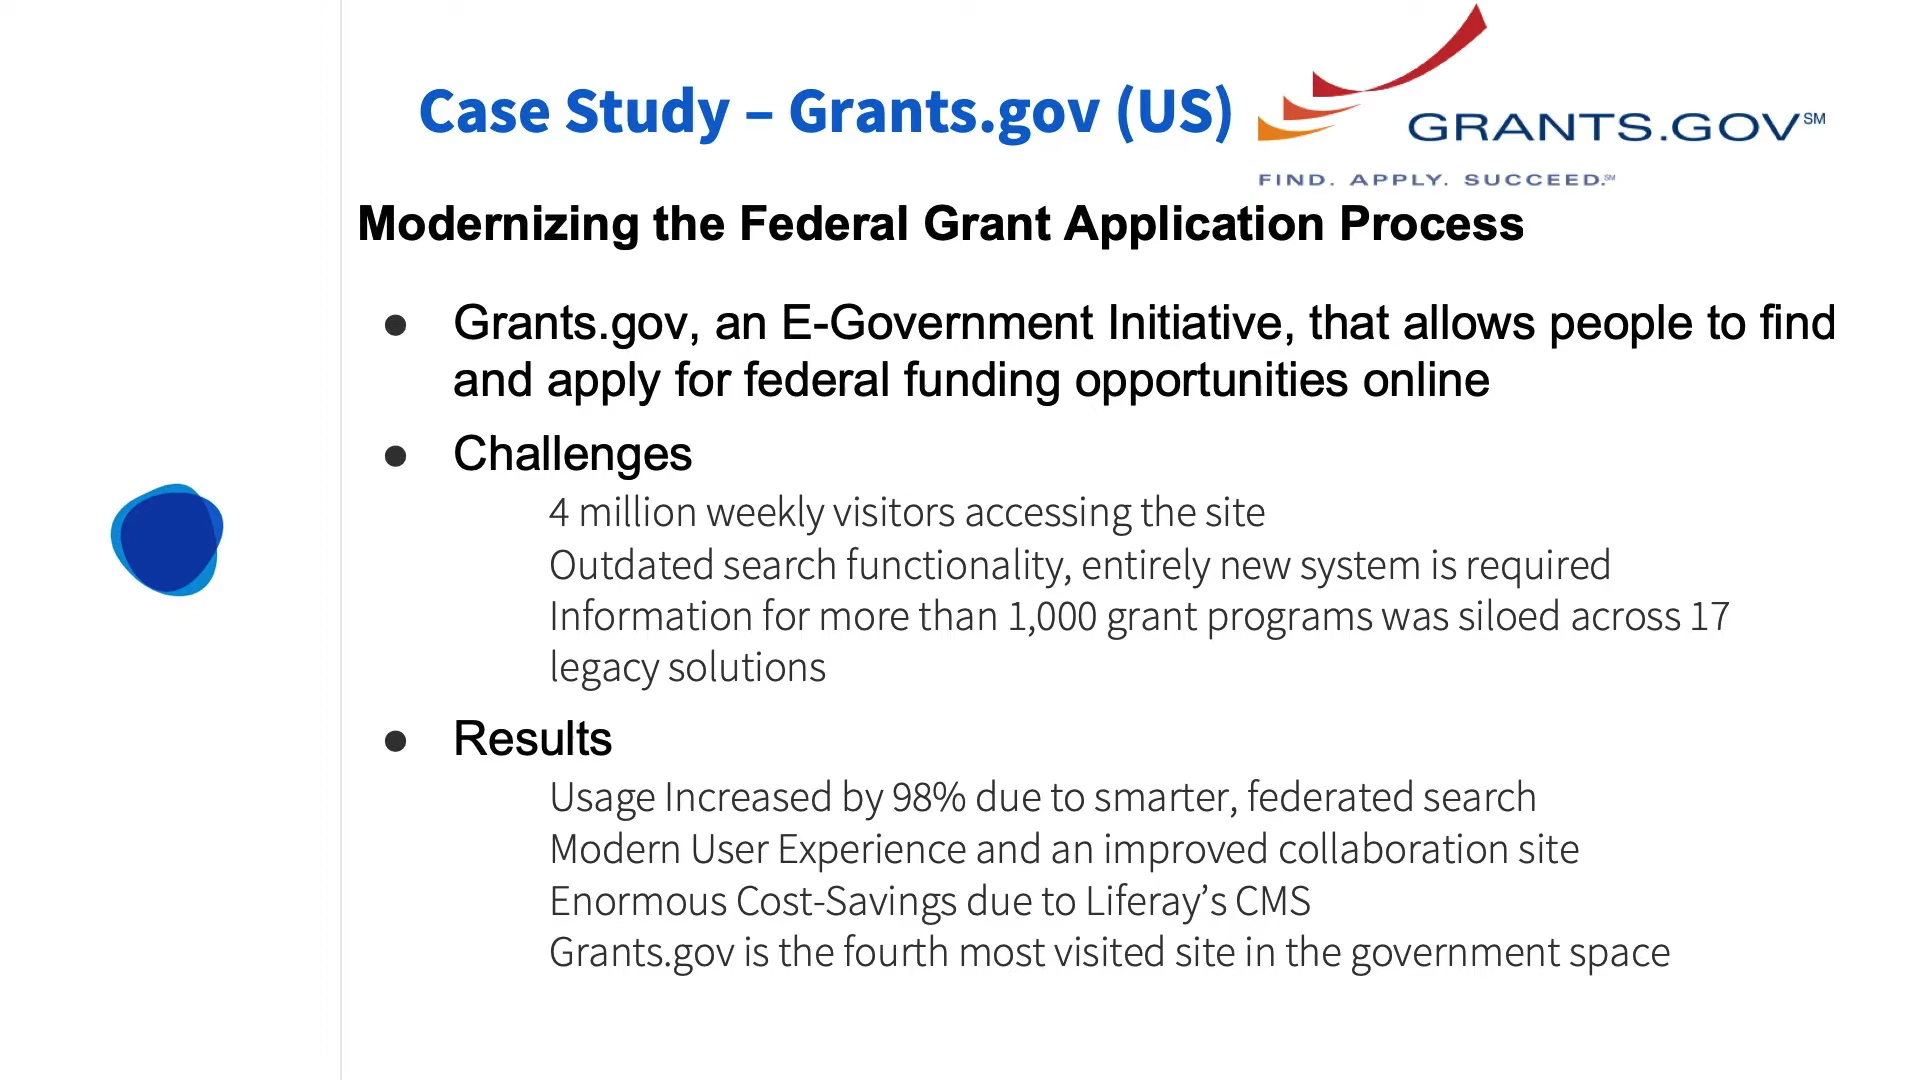 Case Study – Grants.gov (US)
GRANTS.GOV℠
FIND. APPLY. SUCCEED.℠
Modernizing the Federal Grant Application Process
● Grants.gov, an E-Government Initiative, that allows people to find
and apply for federal funding opportunities online
● Challenges
4 million weekly visitors accessing the site
Outdated search functionality, entirely new system is required
Information for more than 1,000 grant programs was siloed across 17
legacy solutions
● Results
Usage Increased by 98% due to smarter, federated search
Modern User Experience and an improved collaboration site
Enormous Cost-Savings due to Liferay’s CMS
Grants.gov is the fourth most visited site in the government space